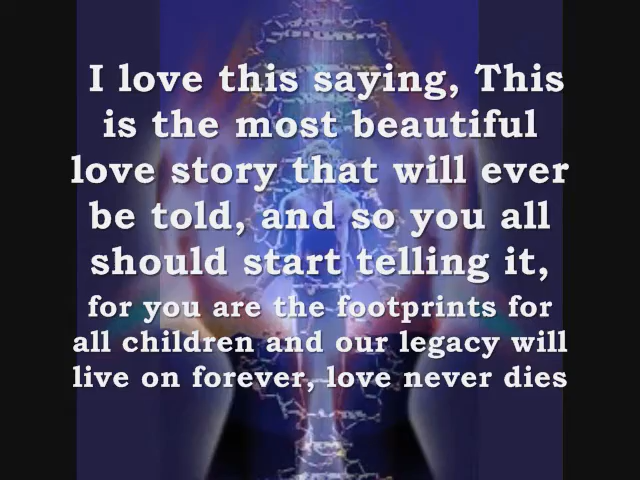 I love this saying, This
is the most beautiful
love story that will ever
be told, and so you all
should start telling it,
for you are the footprints for
all children and our legacy will
live on forever, love never dies